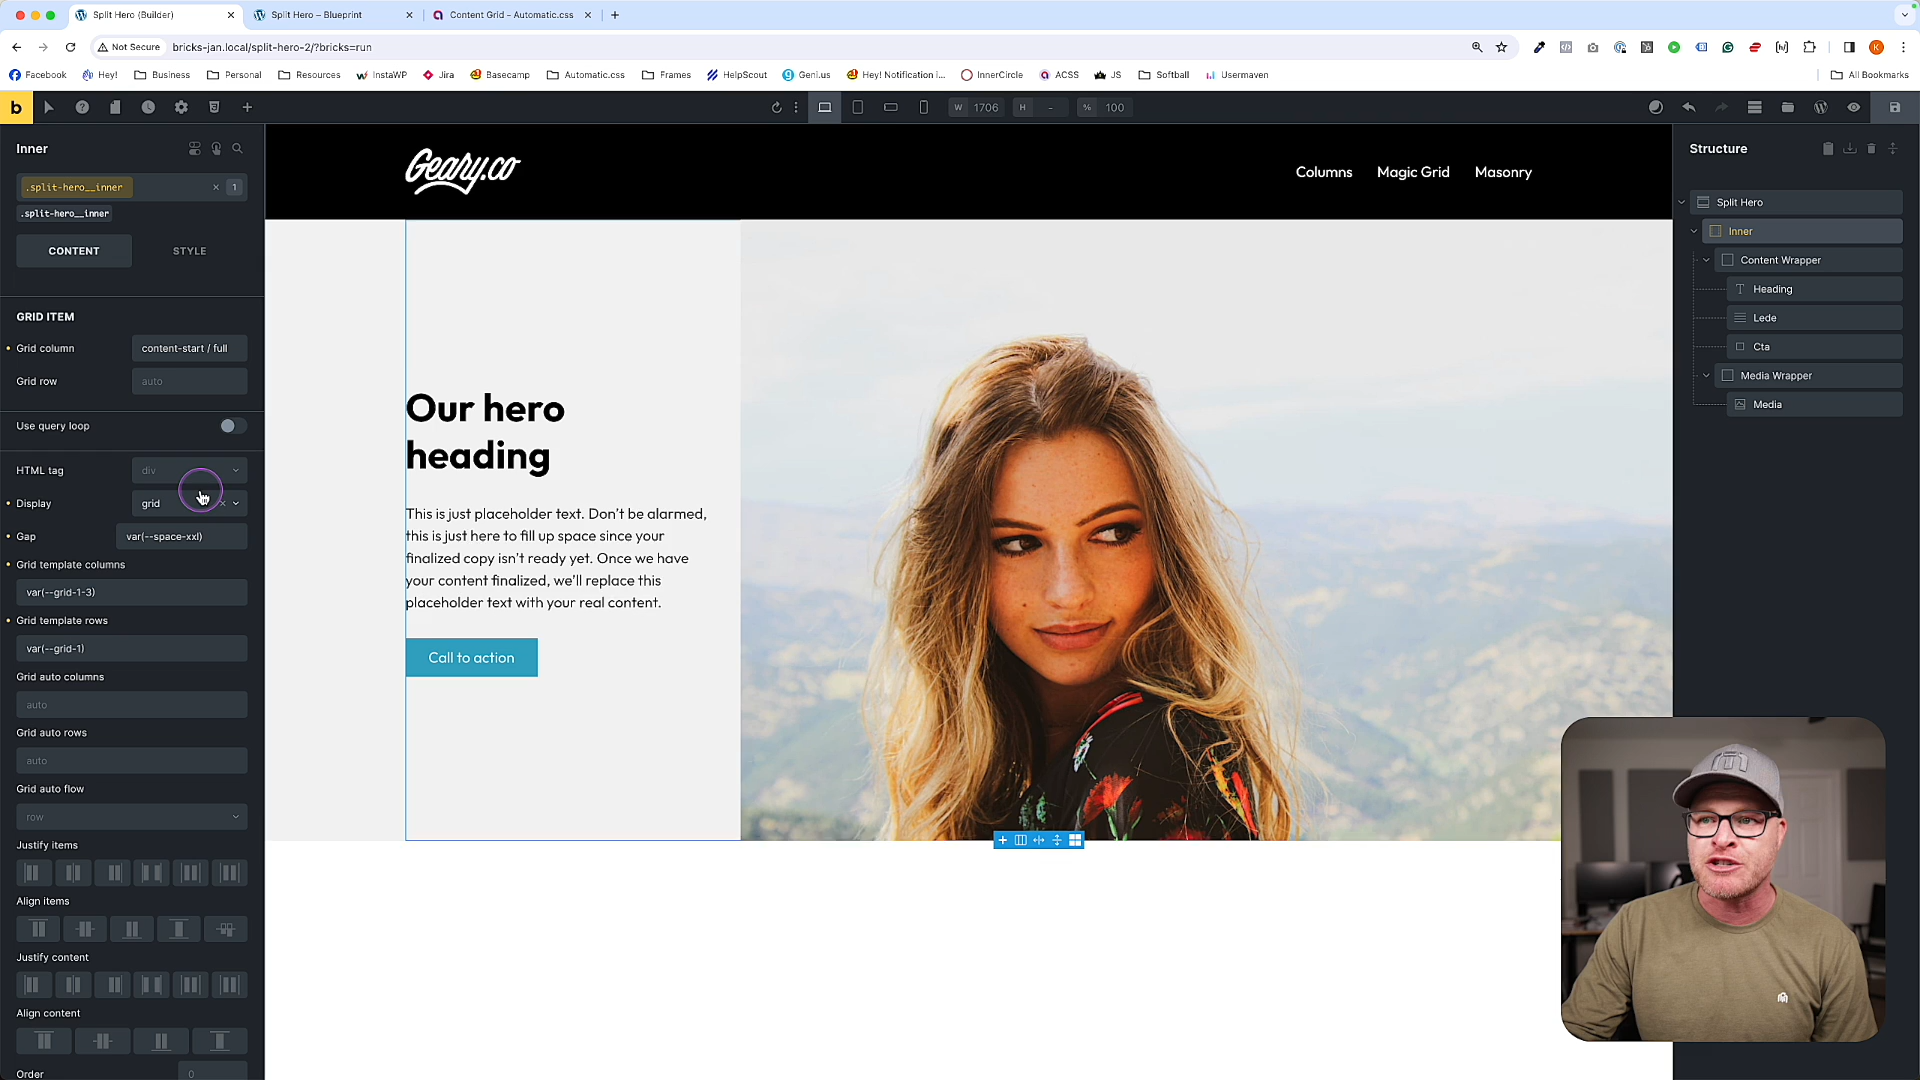 Split Hero (Builder)
Split Hero – Blueprint
Content Grid - Automatic.css
Not Secure
bricks-jan.local/split-hero-2/?bricks=run
Facebook
Hey!
Business
Personal
Resources
InstaWP
Jira
Basecamp
Automatic.css
Frames
HelpScout
Geni.us
Hey! Notification i...
InnerCircle
ACSS
JS
Softball
Usermaven
All Bookmarks
b
W 1706
H -
% 100
Inner
.split-hero__inner
1
.split-hero__inner
CONTENT
STYLE
GRID ITEM
Grid column
content-start / full
Grid row
auto
Use query loop
HTML tag
div
Display
grid
Gap
var(--space-xxl)
Grid template columns
var(--grid-1-3)
Grid template rows
var(--grid-1)
Grid auto columns
auto
Grid auto rows
auto
Grid auto flow
row
Justify items
Align items
Justify content
Align content
Order
0
Geary.co
Columns
Magic Grid
Masonry
Our hero
heading
This is just placeholder text. Don't be alarmed,
this is just here to fill up space since your
finalized copy isn't ready yet. Once we have
your content finalized, we'll replace this
placeholder text with your real content.
Call to action
Structure
Split Hero
Inner
Content Wrapper
Heading
Lede
Cta
Media Wrapper
Media